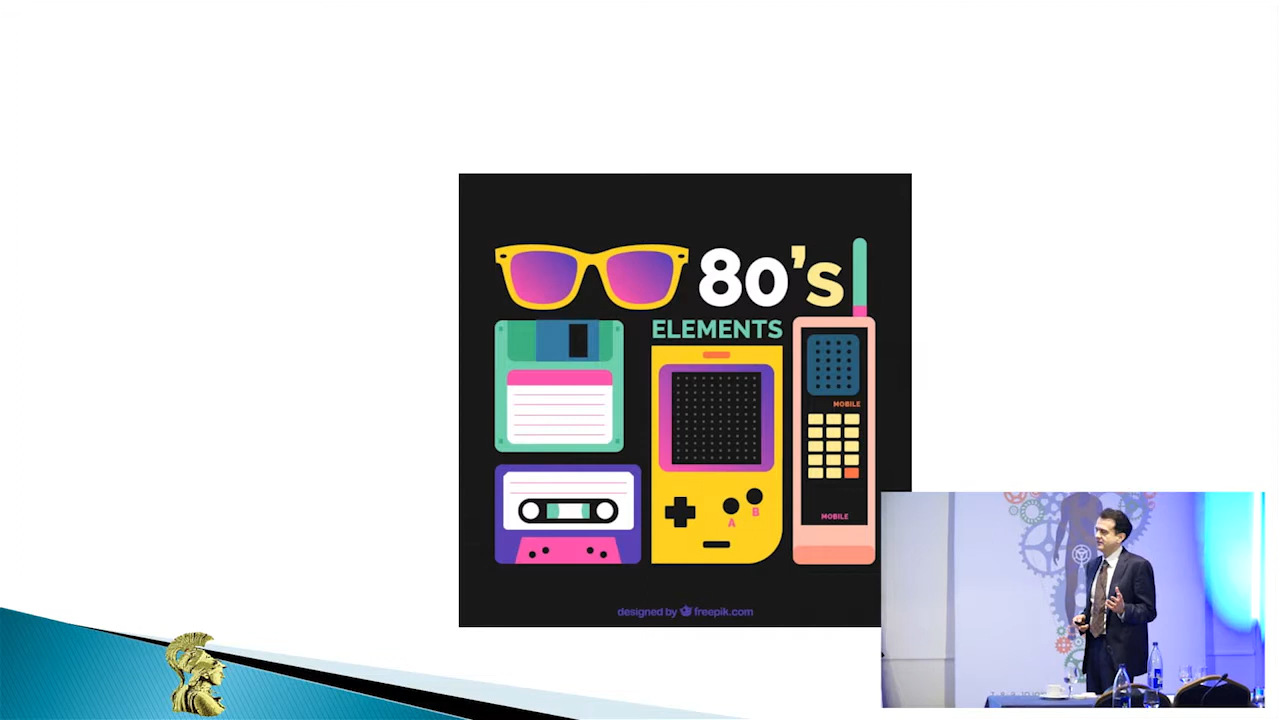 80's
ELEMENTS
MOBILE
A
B
MOBILE
designed by freepik.com